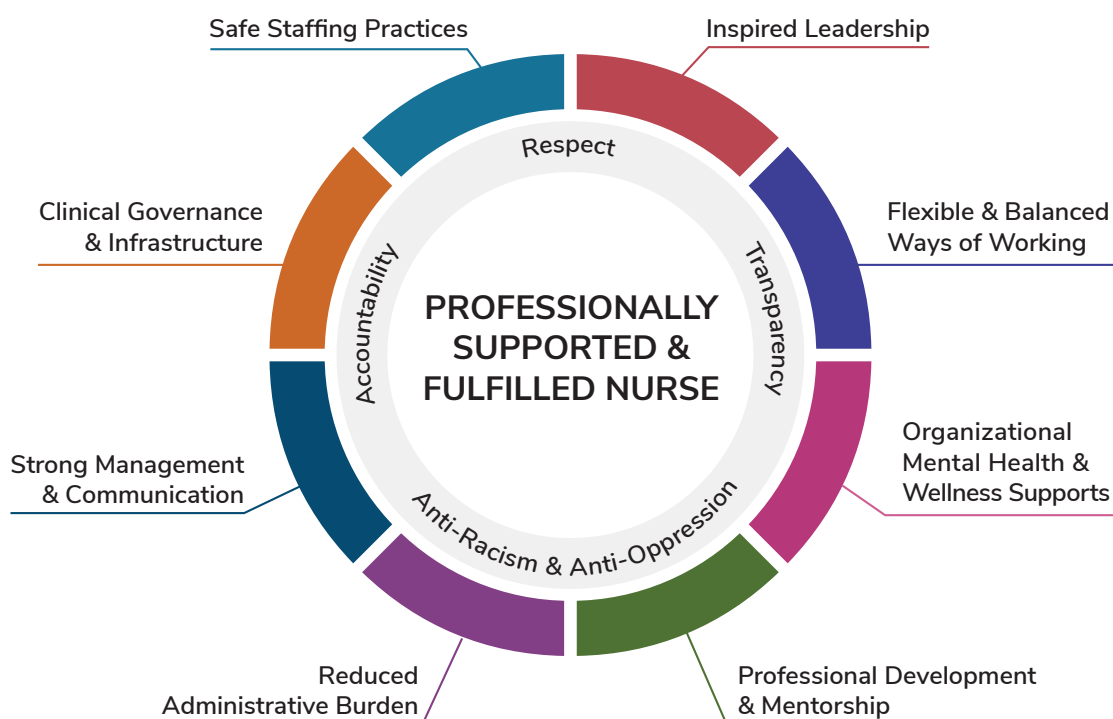 Safe Staffing Practices
Inspired Leadership
Respect
Clinical Governance
& Infrastructure
Flexible & Balanced
Ways of Working
Accountability
Transparency
PROFESSIONALLY
SUPPORTED &
FULFILLED NURSE
Strong Management
& Communication
Organizational
Mental Health &
Wellness Supports
Anti-Racism & Anti-Oppression
Reduced
Administrative Burden
Professional Development
& Mentorship